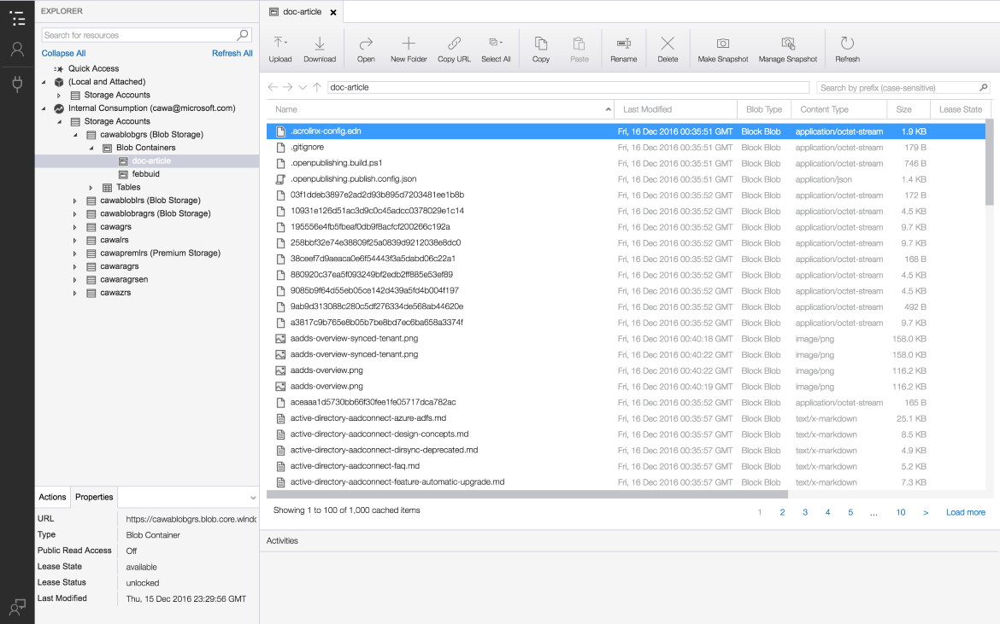 EXPLORER
Search for resources
Collapse All Refresh All
Quick Access
(Local and Attached)
Storage Accounts
Internal Consumption (cawa@microsoft.com)
Storage Accounts
cawablobgrs (Blob Storage)
Blob Containers
doc-article
febbuid
Tables
cawabloblrs (Blob Storage)
cawablobragrs (Blob Storage)
cawagrs
cawalrs
cawapremlrs (Premium Storage)
cawaragrs
cawaragrsen
cawazrs
Actions Properties
URL https://cawablobgrs.blob.core.windo
Type Blob Container
Public Read Access Off
Lease State available
Lease Status unlocked
Last Modified Thu, 15 Dec 2016 23:29:56 GMT
doc-article
Upload Download Open New Folder Copy URL Select All Copy Paste Rename Delete Make Snapshot Manage Snapshot Refresh
doc-article Search by prefix (case-sensitive)
Name Last Modified Blob Type Content Type Size Lease State
.acrolinx-config.edn Fri, 16 Dec 2016 00:35:51 GMT Block Blob application/octet-stream 1.9 KB
.gitignore Fri, 16 Dec 2016 00:35:51 GMT Block Blob application/octet-stream 179 B
.openpublishing.build.ps1 Fri, 16 Dec 2016 00:35:51 GMT Block Blob application/octet-stream 746 B
.openpublishing.publish.config.json Fri, 16 Dec 2016 00:35:51 GMT Block Blob application/json 1.4 KB
03f1ddeb3897e2ad2d93b895d7203481ee1b8b Fri, 16 Dec 2016 00:35:52 GMT Block Blob application/octet-stream 172 B
10931e126d51ac3d9c0c45adcc0378029e1c14 Fri, 16 Dec 2016 00:35:52 GMT Block Blob application/octet-stream 4.5 KB
195556e4fb5fbeaf0db9f8acfcf200266c192a Fri, 16 Dec 2016 00:35:52 GMT Block Blob application/octet-stream 9.7 KB
258bbf32e74e38809f25a0839d9212038e8dc0 Fri, 16 Dec 2016 00:35:52 GMT Block Blob application/octet-stream 9.7 KB
38ceef7d9aeaca0e6f54443f3a5dabd06c22a1 Fri, 16 Dec 2016 00:35:52 GMT Block Blob application/octet-stream 168 B
880920c37ea5f093249bf2edb2ff885e53ef89 Fri, 16 Dec 2016 00:35:52 GMT Block Blob application/octet-stream 4.5 KB
9085b9f64d55eb05ce142d439a5fd4b004f197 Fri, 16 Dec 2016 00:35:52 GMT Block Blob application/octet-stream 4.5 KB
9ab9d313088c280c5df276334de568ab44620e Fri, 16 Dec 2016 00:35:52 GMT Block Blob application/octet-stream 492 B
a3817c9b765e8b05b7be8bd7ec6ba658a3374f Fri, 16 Dec 2016 00:35:52 GMT Block Blob application/octet-stream 9.7 KB
aadds-overview-synced-tenant.png Fri, 16 Dec 2016 00:40:18 GMT Block Blob image/png 158.0 KB
aadds-overview-synced-tenant.png Fri, 16 Dec 2016 00:40:22 GMT Block Blob image/png 158.0 KB
aadds-overview.png Fri, 16 Dec 2016 00:40:22 GMT Block Blob image/png 116.2 KB
aadds-overview.png Fri, 16 Dec 2016 00:40:19 GMT Block Blob image/png 116.2 KB
aceaaa1d5730bb66f30fee1fe05717dca782ac Fri, 16 Dec 2016 00:35:52 GMT Block Blob application/octet-stream 165 B
active-directory-aadconnect-azure-adfs.md Fri, 16 Dec 2016 00:35:57 GMT Block Blob text/x-markdown 25.1 KB
active-directory-aadconnect-design-concepts.md Fri, 16 Dec 2016 00:35:57 GMT Block Blob text/x-markdown 8.5 KB
active-directory-aadconnect-dirsync-deprecated.md Fri, 16 Dec 2016 00:35:57 GMT Block Blob text/x-markdown 4.9 KB
active-directory-aadconnect-faq.md Fri, 16 Dec 2016 00:35:57 GMT Block Blob text/x-markdown 5.2 KB
active-directory-aadconnect-feature-automatic-upgrade.md Fri, 16 Dec 2016 00:35:57 GMT Block Blob text/x-markdown 7.3 KB
Showing 1 to 100 of 1,000 cached items 1 2 3 4 5 ... 10 > Load more
Activities